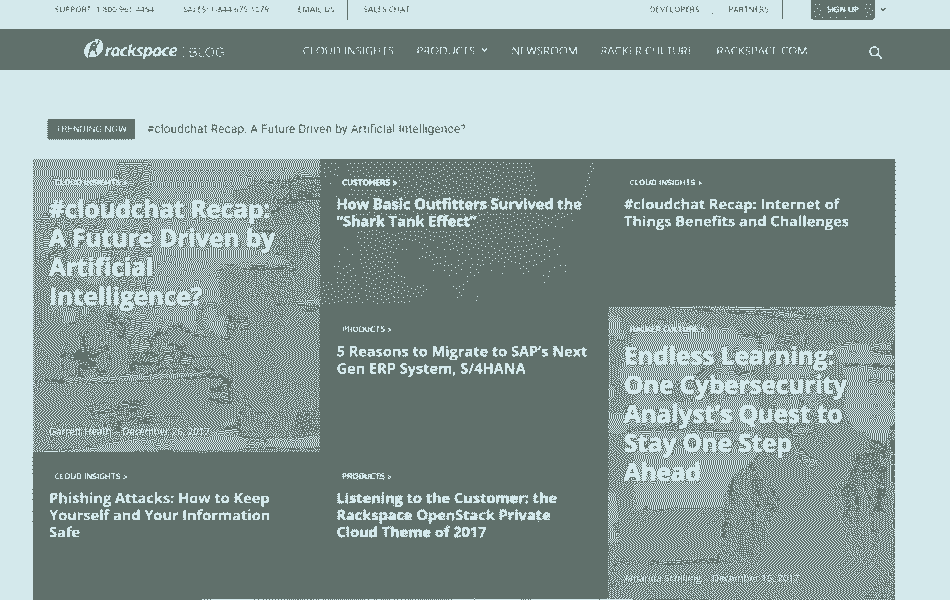 SUPPORT: 1-800-961-4454
SALES: 1-844-679-1279
EMAIL US
SALES CHAT
DEVELOPERS
PARTNERS
SIGN UP
rackspace | BLOG
CLOUD INSIGHTS
PRODUCTS
NEWSROOM
RACKER CULTURE
RACKSPACE.COM
TRENDING NOW
#cloudchat Recap: A Future Driven by Artificial Intelligence?
CLOUD INSIGHTS >
#cloudchat Recap:
A Future Driven by
Artificial
Intelligence?
Garrett Heath - December 26, 2017
CUSTOMERS >
How Basic Outfitters Survived the
“Shark Tank Effect”
CLOUD INSIGHTS >
#cloudchat Recap: Internet of
Things Benefits and Challenges
PRODUCTS >
5 Reasons to Migrate to SAP’s Next
Gen ERP System, S/4HANA
RACKER CULTURE >
Endless Learning:
One Cybersecurity
Analyst’s Quest to
Stay One Step
Ahead
Amanda Schilling - December 15, 2017
CLOUD INSIGHTS >
Phishing Attacks: How to Keep
Yourself and Your Information
Safe
PRODUCTS >
Listening to the Customer: the
Rackspace OpenStack Private
Cloud Theme of 2017